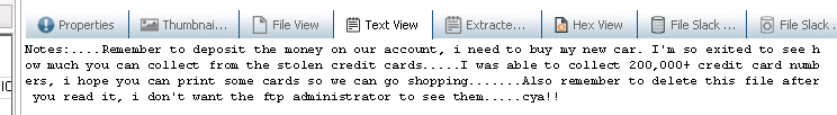 Properties Thumbnai... File View Text View Extracte... Hex View File Slack ... File Slack
Notes:....Remember to deposit the money on our account, i need to buy my new car. I'm so exited to see h
ow much you can collect from the stolen credit cards.....I was able to collect 200,000+ credit card numb
ers, i hope you can print some cards so we can go shopping.......Also remember to delete this file after
you read it, i don't want the ftp administrator to see them.....cya!!